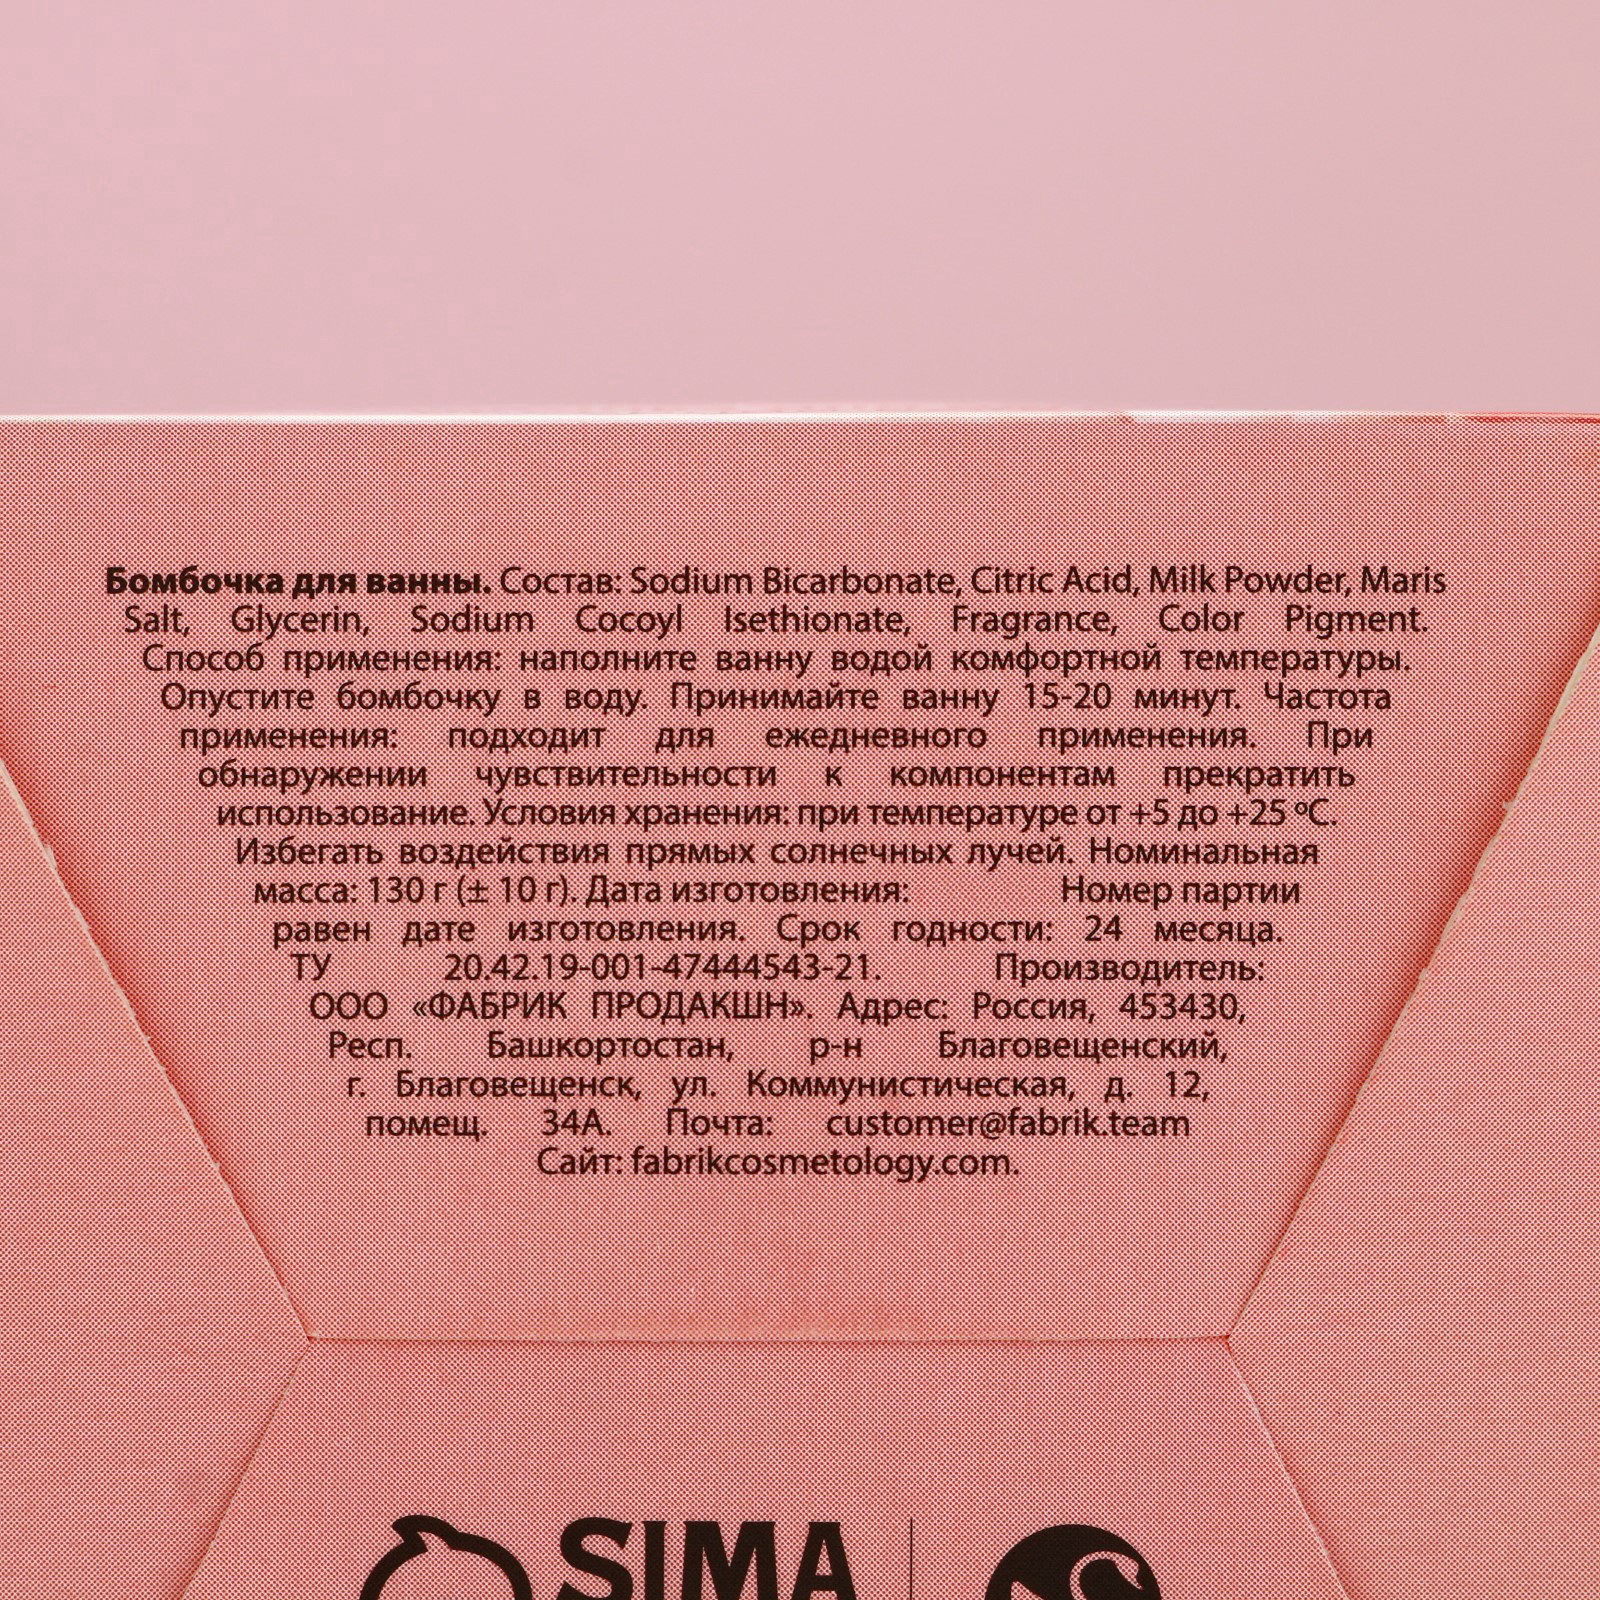 Бомбочка для ванны. Состав: Sodium Bicarbonate, Citric Acid, Milk Powder, Maris
Salt, Glycerin, Sodium Cocoyl Isethionate, Fragrance, Color Pigment.
Способ применения: наполните ванну водой комфортной температуры.
Опустите бомбочку в воду. Принимайте ванну 15-20 минут. Частота
применения: подходит для ежедневного применения. При
обнаружении чувствительности к компонентам прекратить
использование. Условия хранения: при температуре от +5 до +25 ºС.
Избегать воздействия прямых солнечных лучей. Номинальная
масса: 130 г (± 10 г). Дата изготовления: Номер партии
равен дате изготовления. Срок годности: 24 месяца.
ТУ 20.42.19-001-47444543-21. Производитель:
ООО «ФАБРИК ПРОДАКШН». Адрес: Россия, 453430,
Респ. Башкортостан, р-н Благовещенский,
г. Благовещенск, ул. Коммунистическая, д. 12,
помещ. 34А. Почта: customer@fabrik.team
Сайт: fabrikcosmetology.com.
SIMA